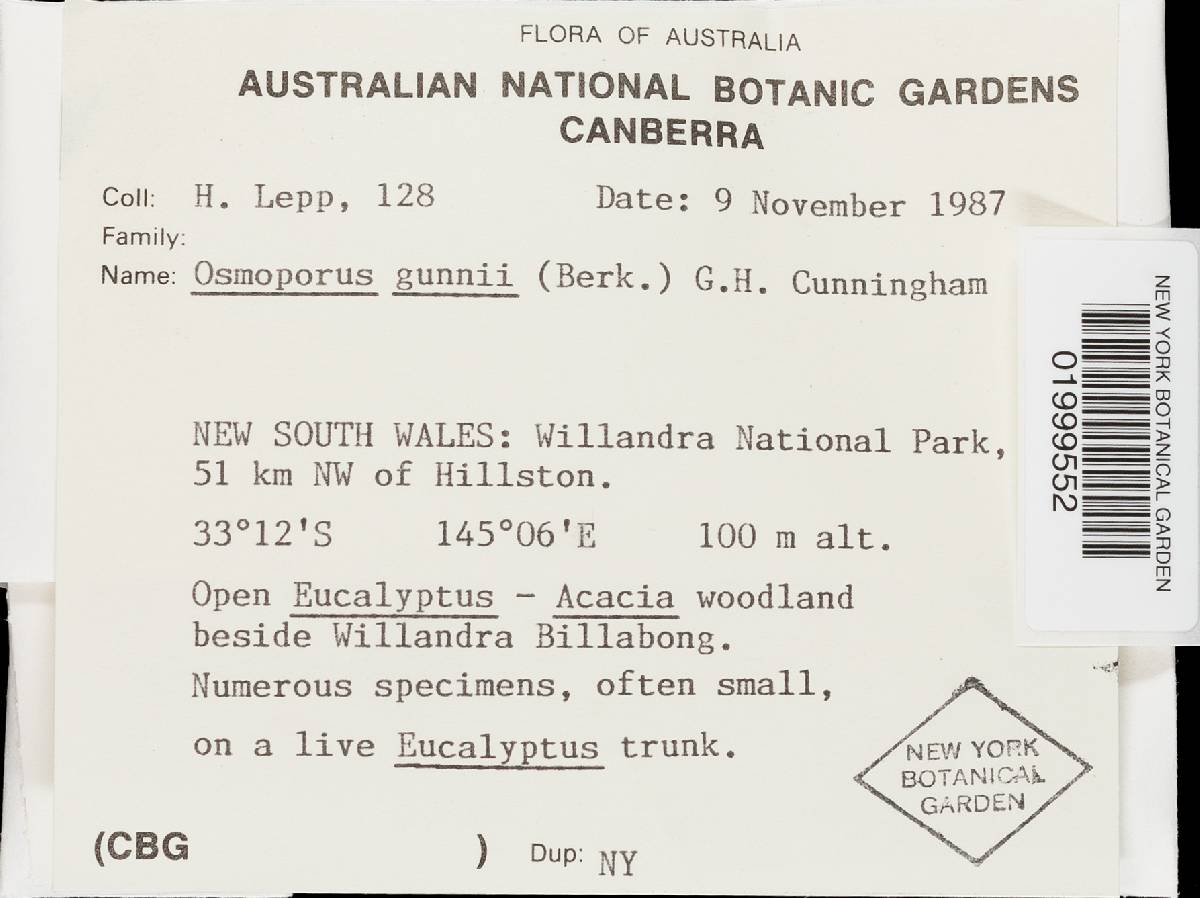 FLORA OF AUSTRALIA
AUSTRALIAN NATIONAL BOTANIC GARDENS
CANBERRA
Coll: H. Lepp, 128 Date: 9 November 1987
Family:
Name: Osmoporus gunnii (Berk.) G.H. Cunningham
NEW SOUTH WALES: Willandra National Park,
51 km NW of Hillston.
33°12'S 145°06'E 100 m alt.
Open Eucalyptus - Acacia woodland
beside Willandra Billabong.
Numerous specimens, often small,
on a live Eucalyptus trunk.
(CBG ) Dup: NY
NEW YORK
BOTANICAL
GARDEN
NEW YORK BOTANICAL GARDEN
01999552